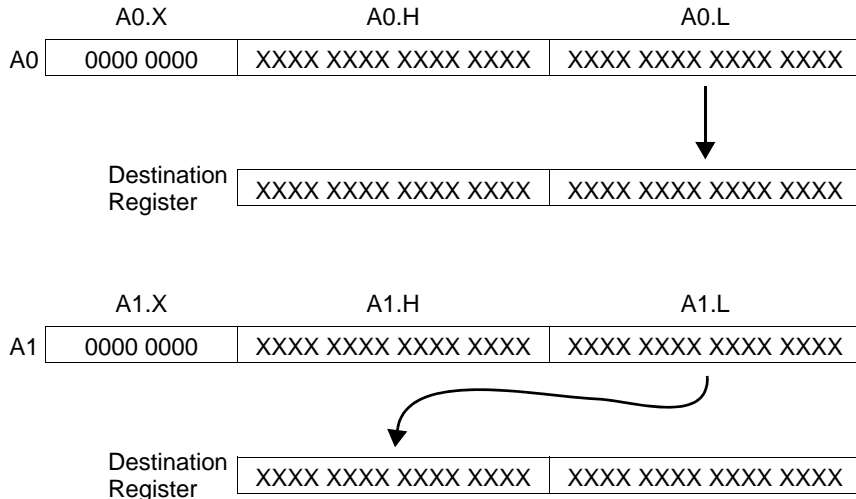 A0.X A0.H A0.L
A0 0000 0000 XXXX XXXX XXXX XXXX XXXX XXXX XXXX XXXX
Destination
Register XXXX XXXX XXXX XXXX XXXX XXXX XXXX XXXX
A1.X A1.H A1.L
A1 0000 0000 XXXX XXXX XXXX XXXX XXXX XXXX XXXX XXXX
Destination
Register XXXX XXXX XXXX XXXX XXXX XXXX XXXX XXXX